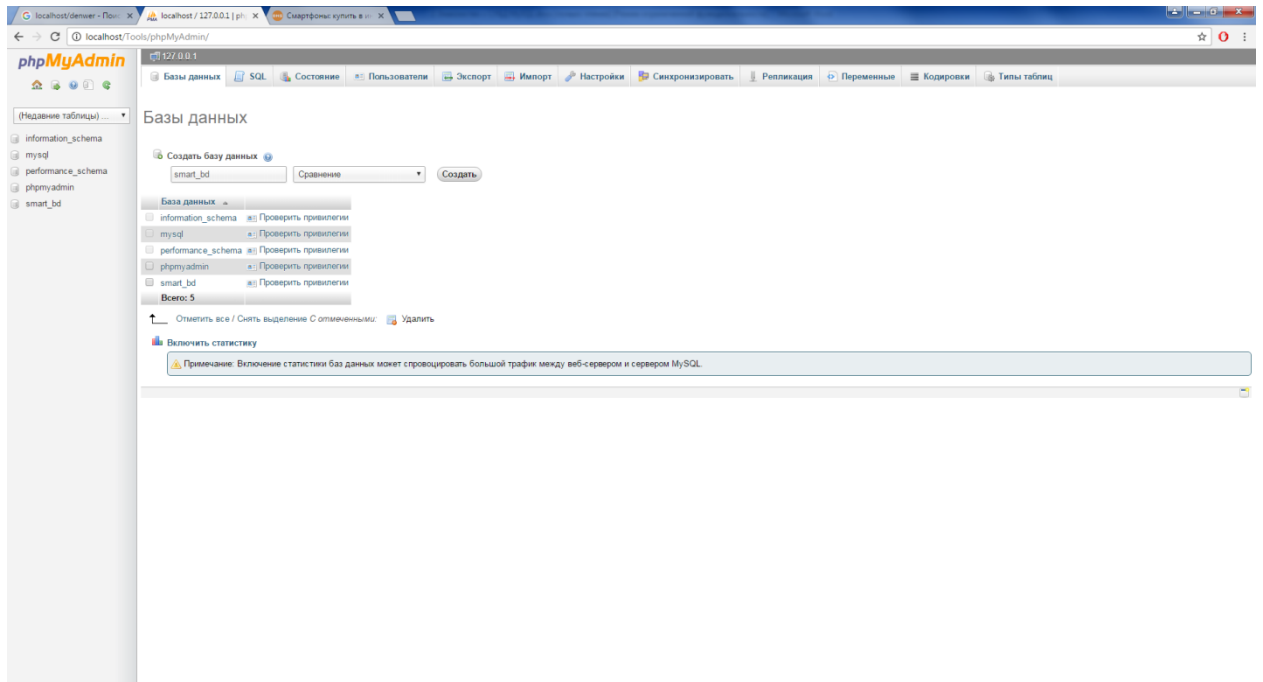 localhost/denwer - Пои
localhost / 127.0.0.1 | ph
Смартфоны купить в
localhost/Tools/phpMyAdmin/
phpMyAdmin
127.0.0.1
Базы данных SQL Состояние Пользователи Экспорт Импорт Настройки Синхронизировать Репликация Переменные Кодировки Типы таблиц
(Недавние таблицы) ...
information_schema
mysql
performance_schema
phpmyadmin
smart_bd
Базы данных
Создать базу данных
smart_bd Сравнение Создать
База данных
information_schema Проверить привилегии
mysql Проверить привилегии
performance_schema Проверить привилегии
phpmyadmin Проверить привилегии
smart_bd Проверить привилегии
Всего: 5
Отметить все / Снять выделение С отмеченными: Удалить
Включить статистику
Примечание: Включение статистики баз данных может спровоцировать большой трафик между веб-сервером и сервером MySQL.